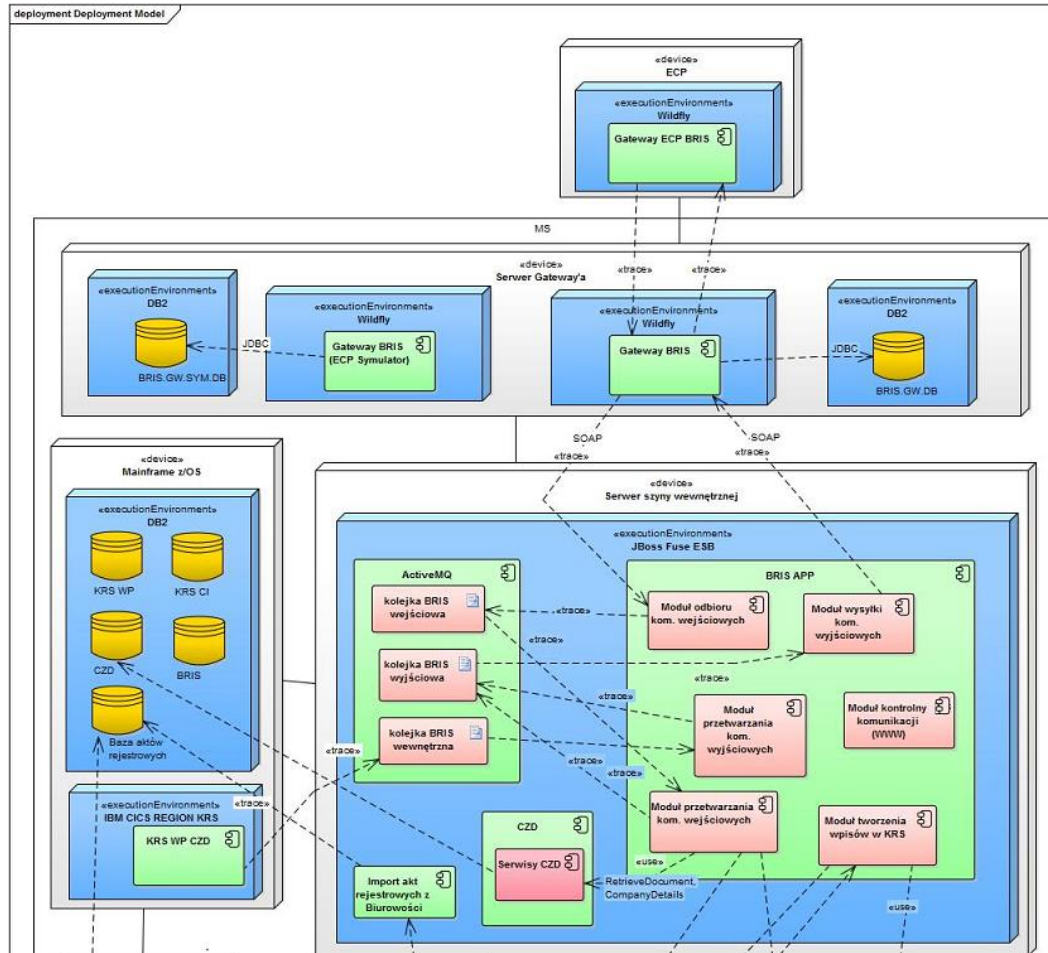 deployment Deployment Model
«device»
ECP
«executionEnvironment»
Wildfly
Gateway ECP BRIS
MS
«trace»
«trace»
«device»
Serwer Gateway'a
«executionEnvironment»
DB2
BRIS.GW.SYM.DB
JDBC
«executionEnvironment»
Wildfly
Gateway BRIS
(ECP Symulator)
«executionEnvironment»
Wildfly
Gateway BRIS
JDBC
«executionEnvironment»
DB2
BRIS.GW.DB
SOAP
«trace»
SOAP
«trace»
«device»
Mainframe z/OS
«executionEnvironment»
DB2
KRS WP
KRS CI
CZD
BRIS
Baza aktów
rejestrowych
«trace»
«executionEnvironment»
IBM CICS REGION KRS
KRS WP CZD
«device»
Serwer szyny wewnętrznej
«executionEnvironment»
JBoss Fuse ESB
ActiveMQ
kolejka BRIS
wejściowa
kolejka BRIS
wyjściowa
kolejka BRIS
wewnętrzna
«trace»
«trace»
«trace»
«trace»
«trace»
«trace»
«trace»
BRIS APP
Moduł odbioru
kom. wejściowych
Moduł wysyłki
kom.
wyjściowych
Moduł
przetwarzania
kom.
wyjściowych
Moduł kontrolny
komunikacji
(WWW)
Moduł przetwarzania
kom. wejściowych
Moduł tworzenia
wpisów w KRS
CZD
Serwisy CZD
«use»
RetrieveDocument,
CompanyDetails
«use»
Import akt
rejestrowych z
Biurowości